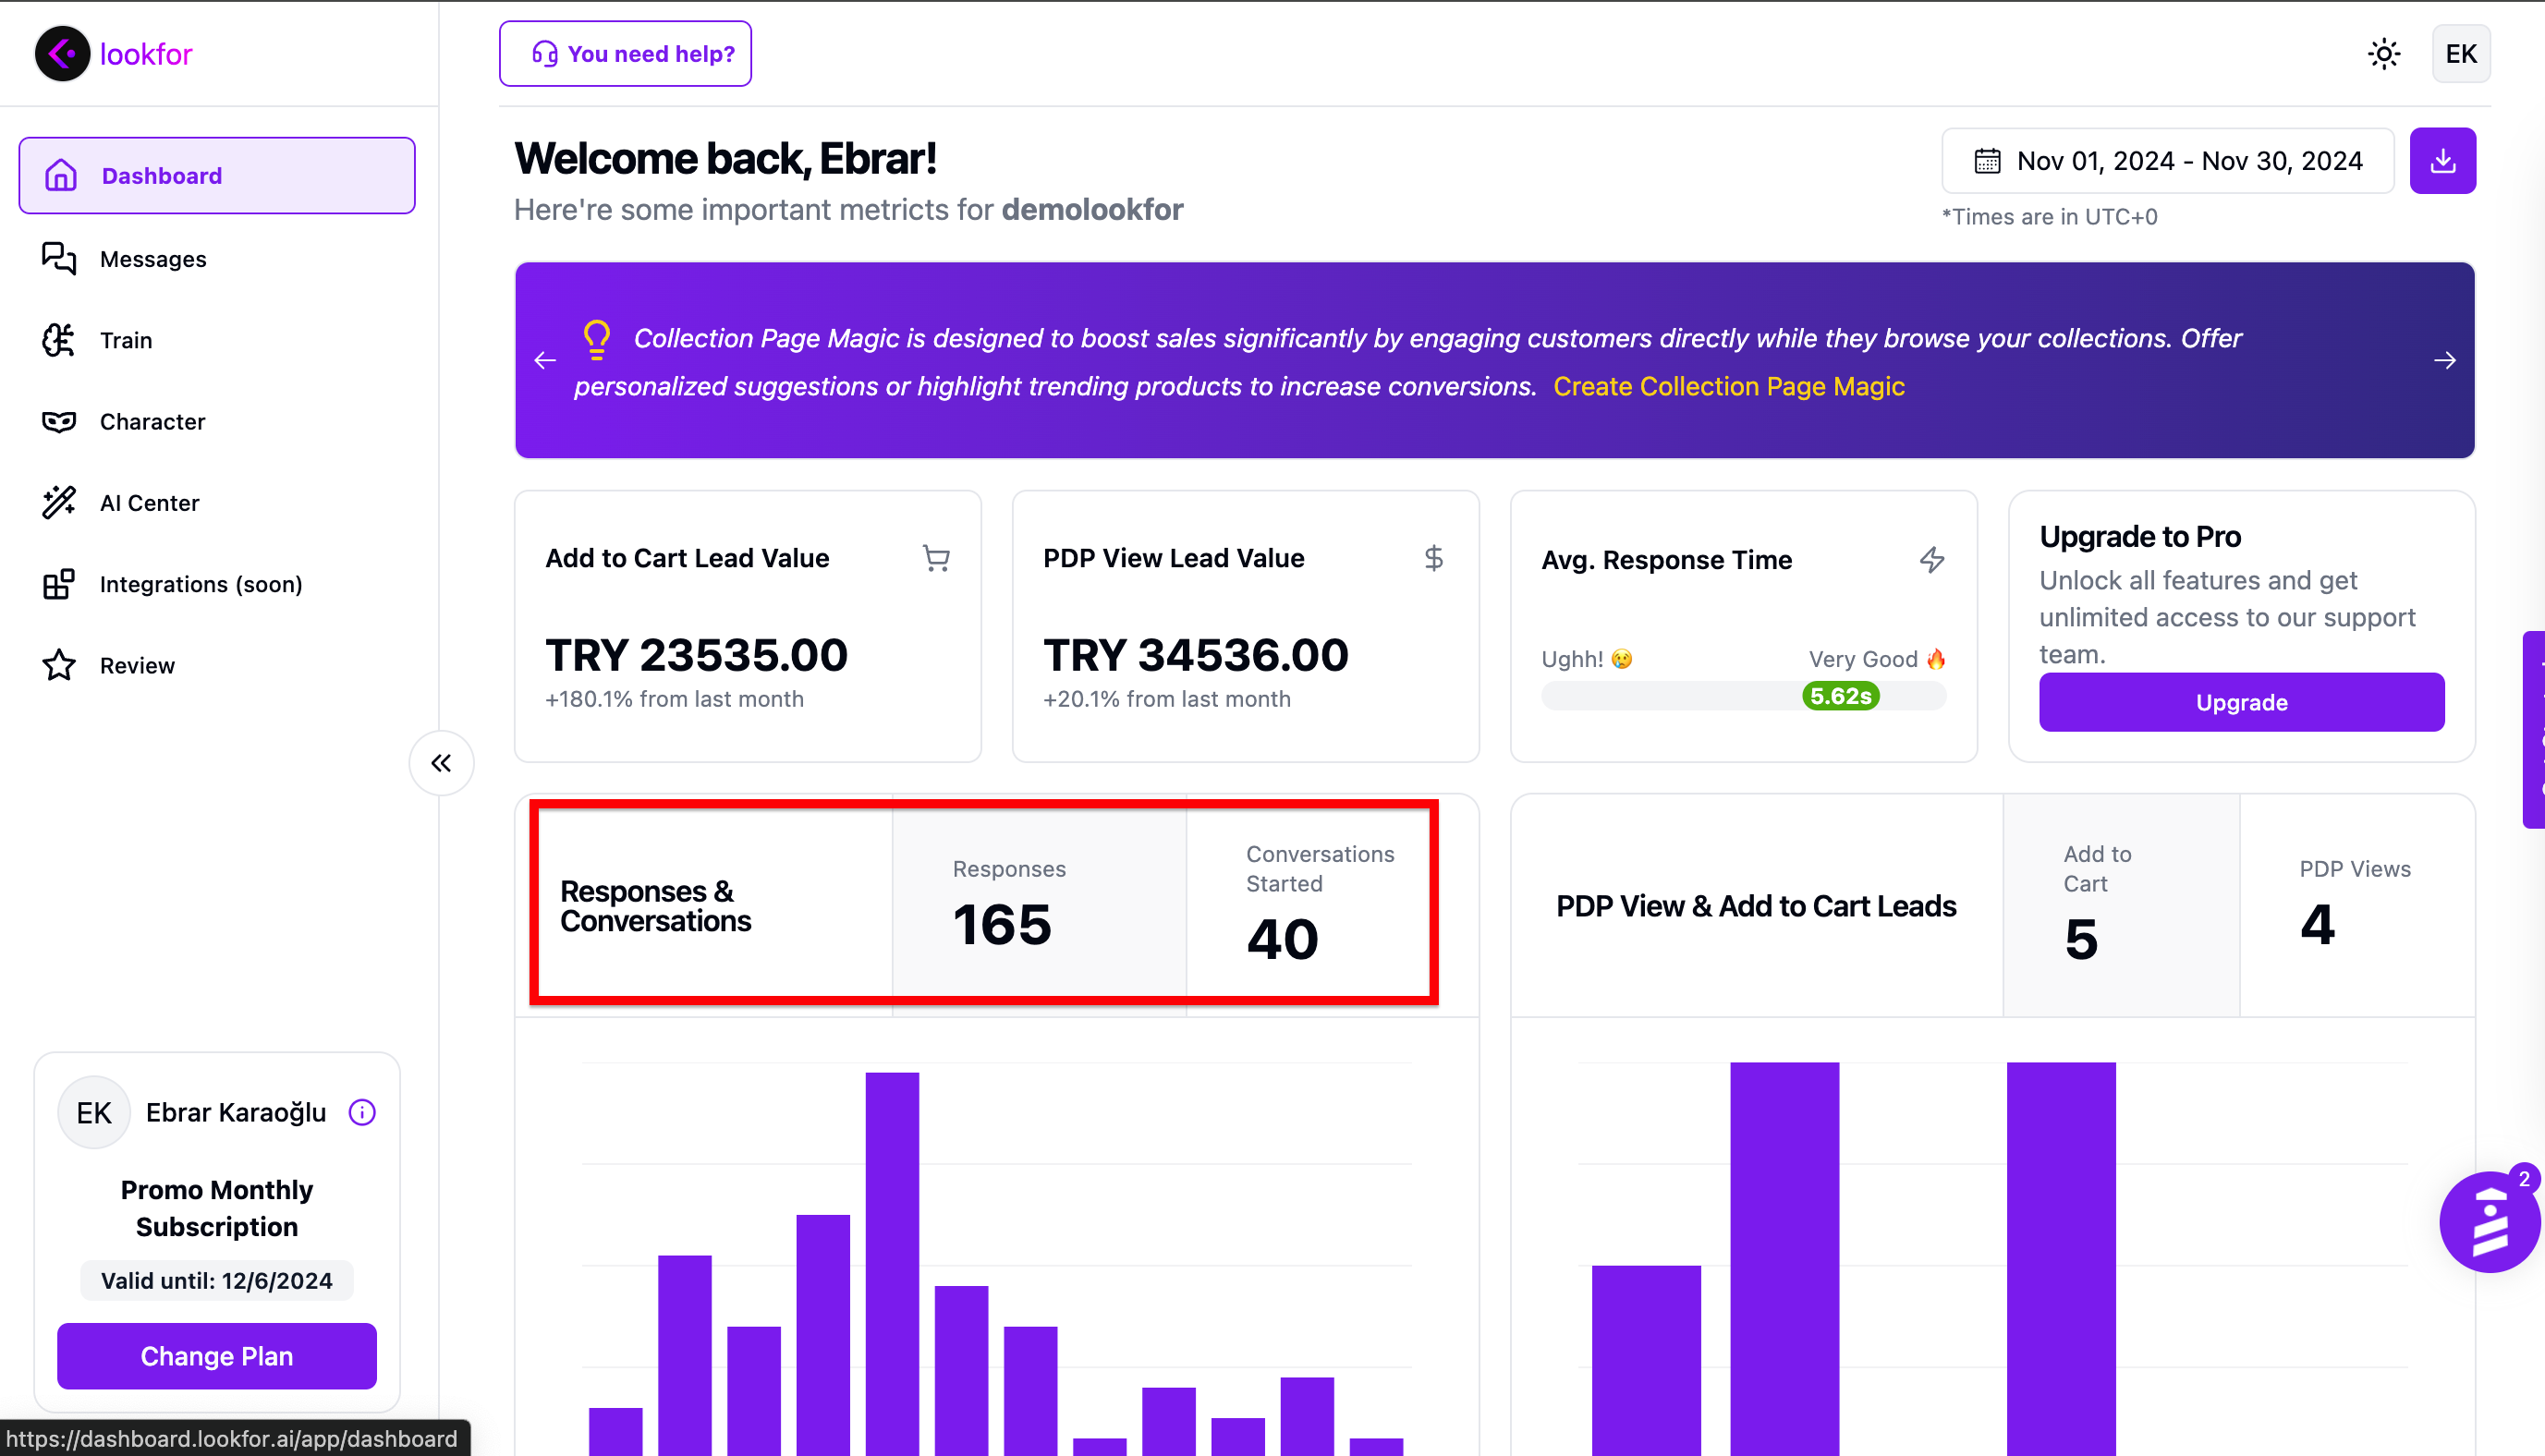 lookfor
You need help?
EK
Dashboard
Messages
Train
Character
AI Center
Integrations (soon)
Review
Welcome back, Ebrar!
Here're some important metricts for demolookfor
Nov 01, 2024 - Nov 30, 2024
*Times are in UTC+0
Collection Page Magic is designed to boost sales significantly by engaging customers directly while they browse your collections. Offer
personalized suggestions or highlight trending products to increase conversions. Create Collection Page Magic
Add to Cart Lead Value
TRY 23535.00
+180.1% from last month
PDP View Lead Value
$
TRY 34536.00
+20.1% from last month
Avg. Response Time
Ughh! 😢
Very Good 🔥
5.62s
Upgrade to Pro
Unlock all features and get
unlimited access to our support
team.
Upgrade
Responses &
Conversations
Responses
165
Conversations
Started
40
PDP View & Add to Cart Leads
Add to
Cart
5
PDP Views
4
EK
Ebrar Karaoğlu
Promo Monthly
Subscription
Valid until: 12/6/2024
Change Plan
2
https://dashboard.lookfor.ai/app/dashboard